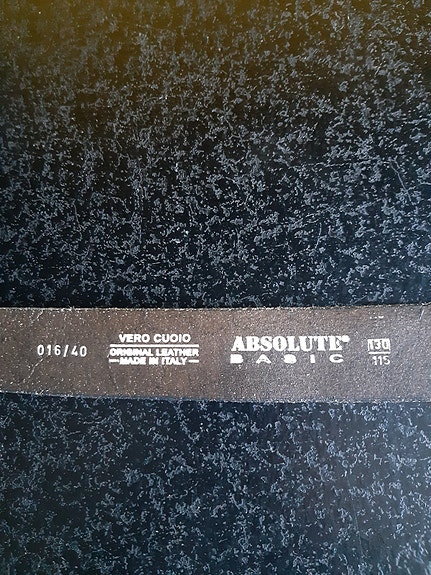 016/40
VERO CUOIO
ORIGINAL LEATHER
MADE IN ITALY
ABSOLUTE®
BASIC
130
115